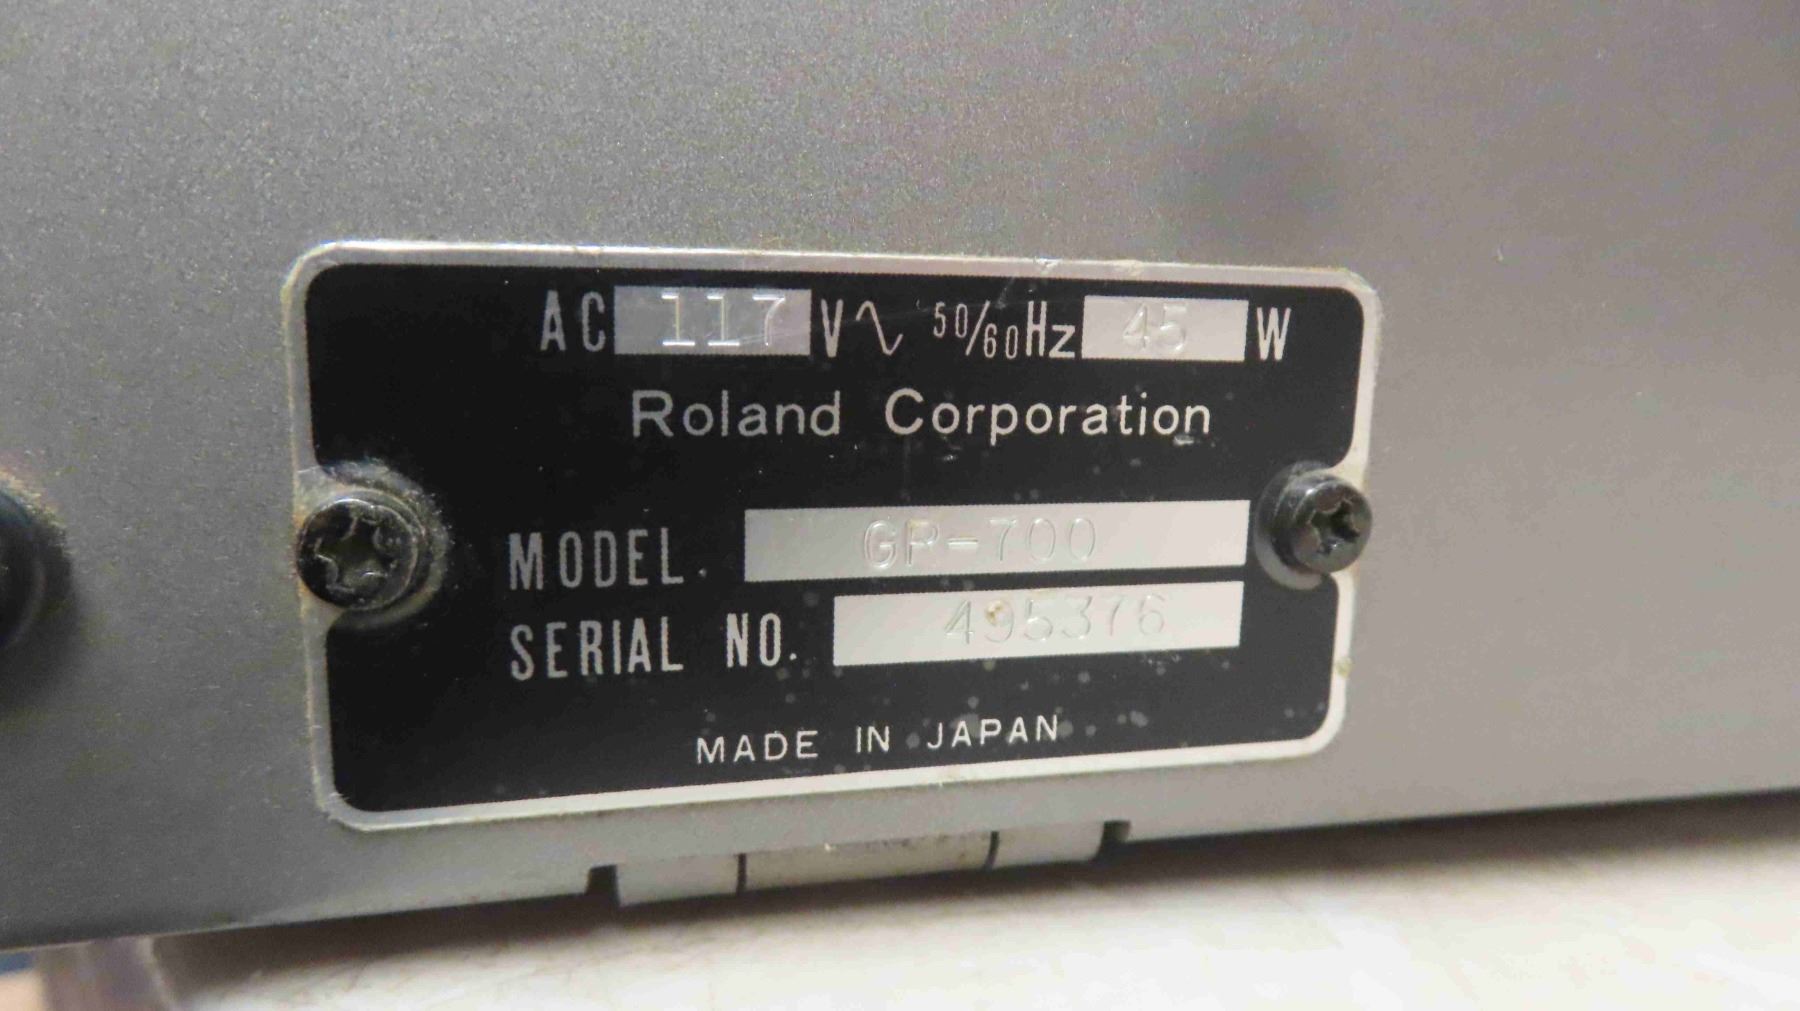 AC 117 V∿ 50/60Hz 45 W
Roland Corporation
MODEL. GR-700
SERIAL NO. 495376
MADE IN JAPAN